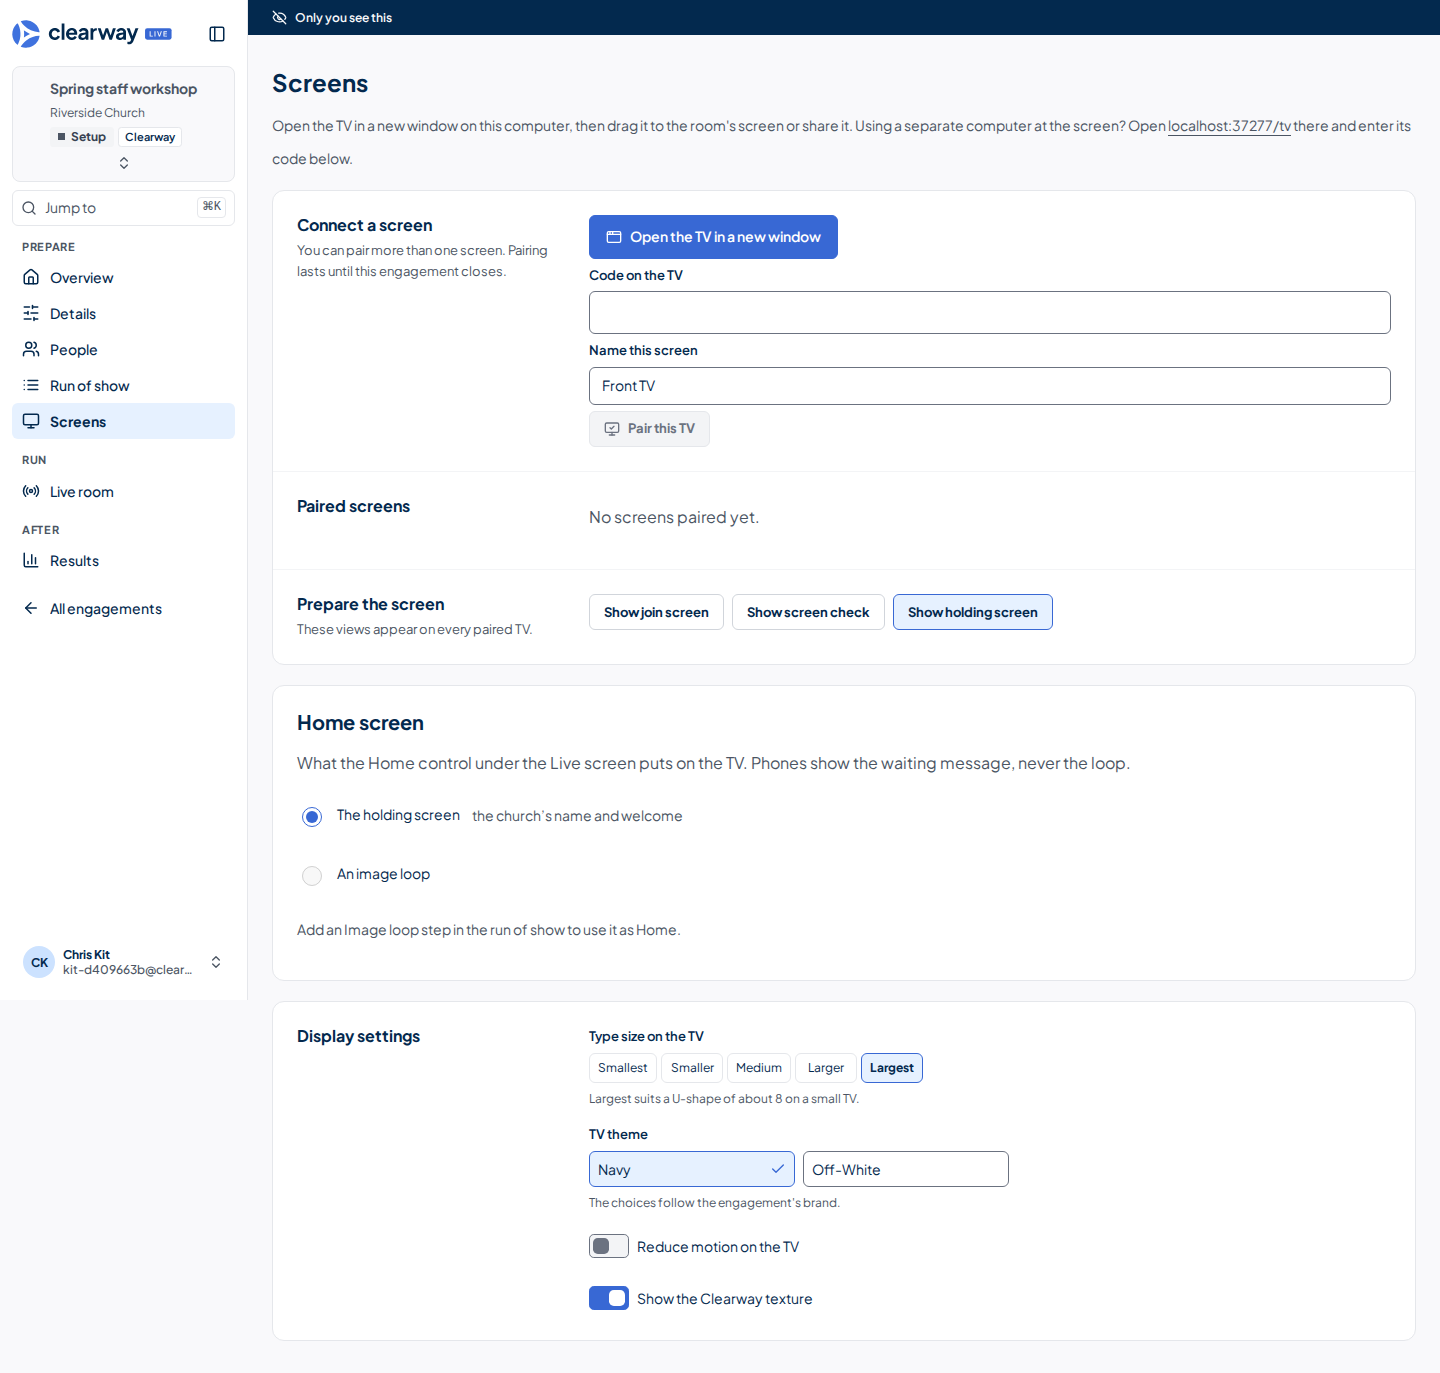 clearway LIVE
Spring staff workshop
Riverside Church
Setup Clearway
Jump to ⌘K
PREPARE
Overview
Details
People
Run of show
Screens
RUN
Live room
AFTER
Results
All engagements
CK
Chris Kit
kit-d409663b@clear...
Only you see this
Screens
Open the TV in a new window on this computer, then drag it to the room's screen or share it. Using a separate computer at the screen? Open localhost:37277/tv there and enter its
code below.
Connect a screen
You can pair more than one screen. Pairing
lasts until this engagement closes.
Open the TV in a new window
Code on the TV
Name this screen
Front TV
Pair this TV
Paired screens
No screens paired yet.
Prepare the screen
These views appear on every paired TV.
Show join screen Show screen check Show holding screen
Home screen
What the Home control under the Live screen puts on the TV. Phones show the waiting message, never the loop.
The holding screen the church's name and welcome
An image loop
Add an Image loop step in the run of show to use it as Home.
Display settings
Type size on the TV
Smallest Smaller Medium Larger Largest
Largest suits a U-shape of about 8 on a small TV.
TV theme
Navy Off-White
The choices follow the engagement's brand.
Reduce motion on the TV
Show the Clearway texture